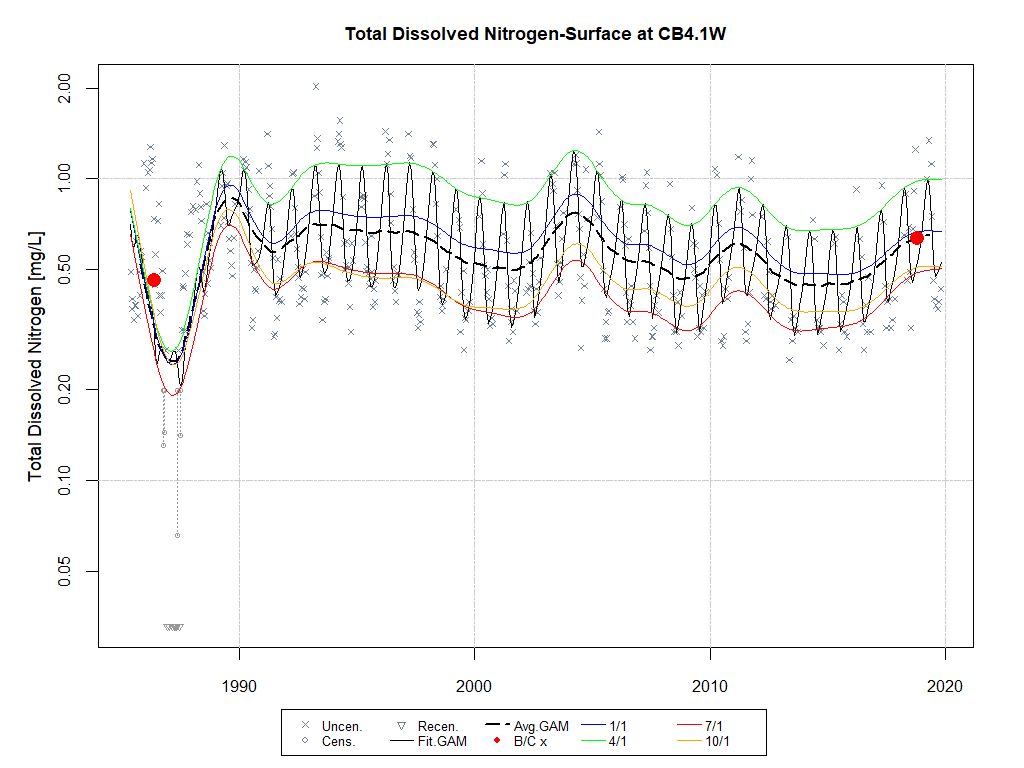 Total Dissolved Nitrogen-Surface at CB4.1W
Total Dissolved Nitrogen [mg/L]
2.00
1.00
0.50
0.20
0.10
0.05
1990 2000 2010 2020
Uncen. Recen. Avg.GAM 1/1 7/1
Cens. Fit.GAM B/C x 4/1 10/1